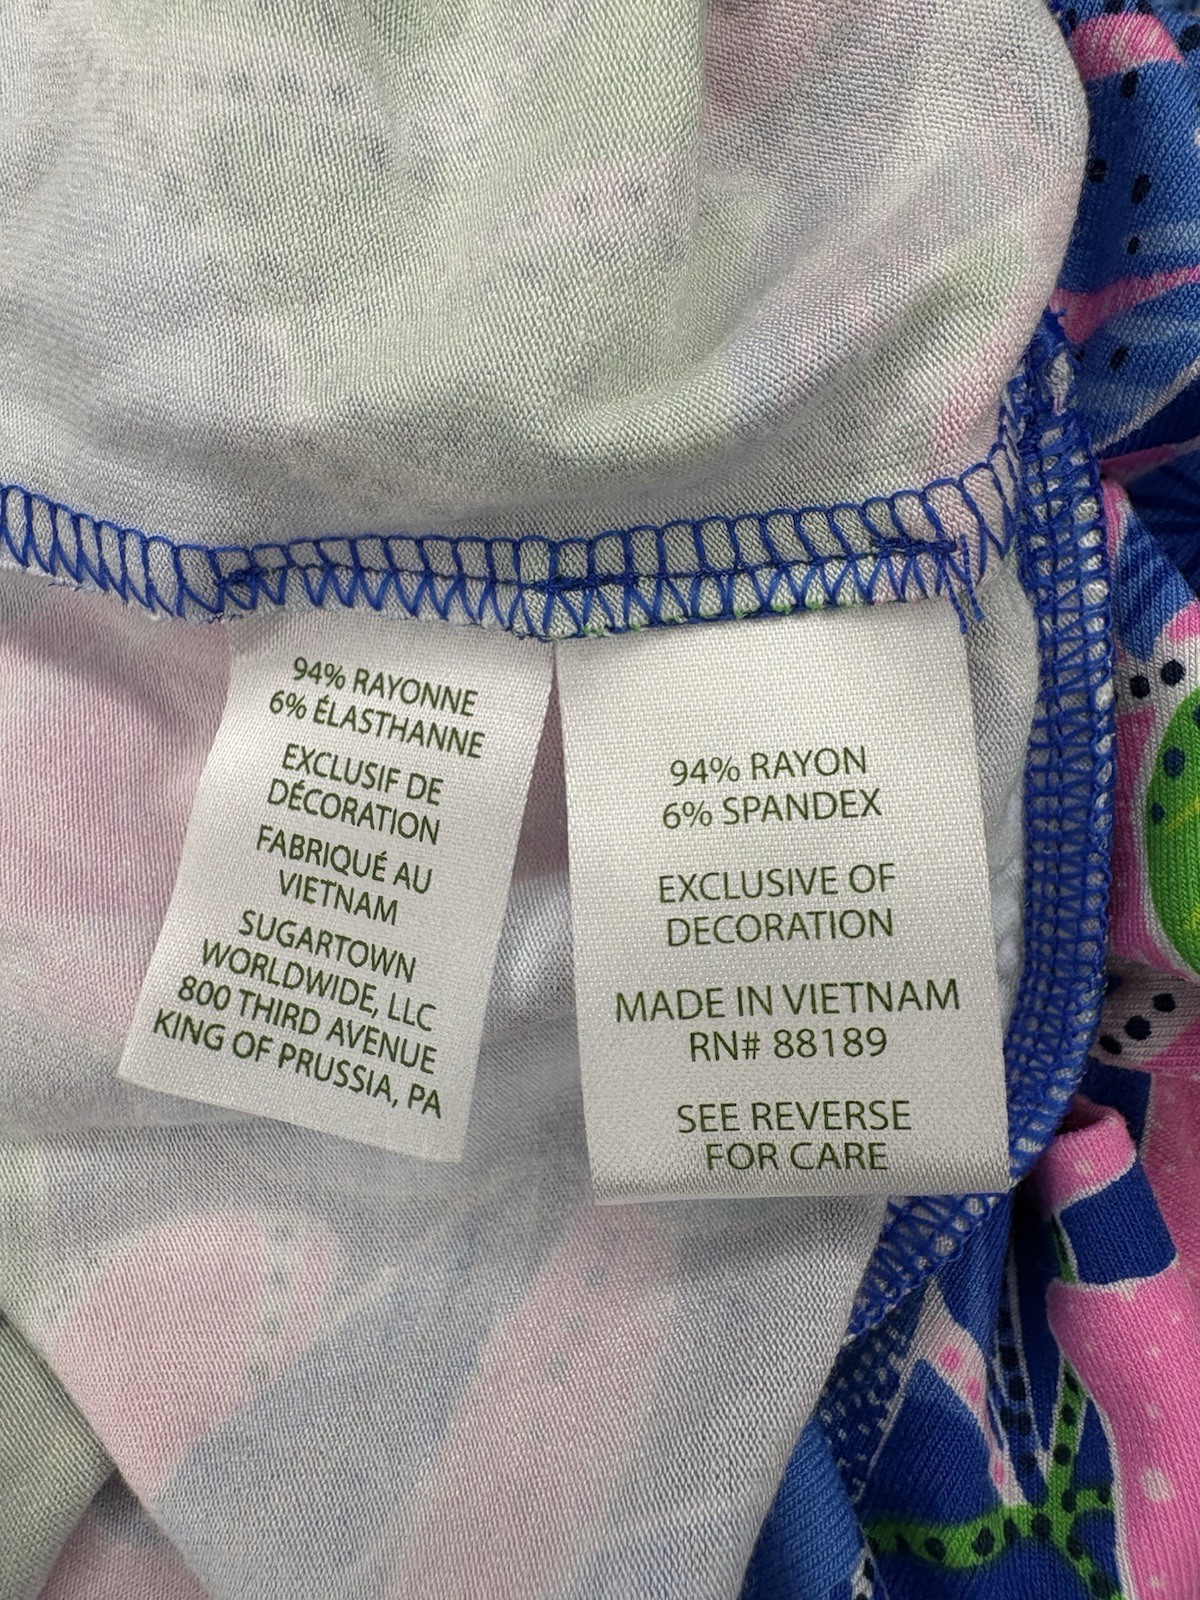 94% RAYONNE
6% ÉLASTHANNE
EXCLUSIF DE
DÉCORATION
FABRIQUÉ AU
VIETNAM
SUGARTOWN
WORLDWIDE, LLC
800 THIRD AVENUE
KING OF PRUSSIA, PA
94% RAYON
6% SPANDEX
EXCLUSIVE OF
DECORATION
MADE IN VIETNAM
RN# 88189
SEE REVERSE
FOR CARE